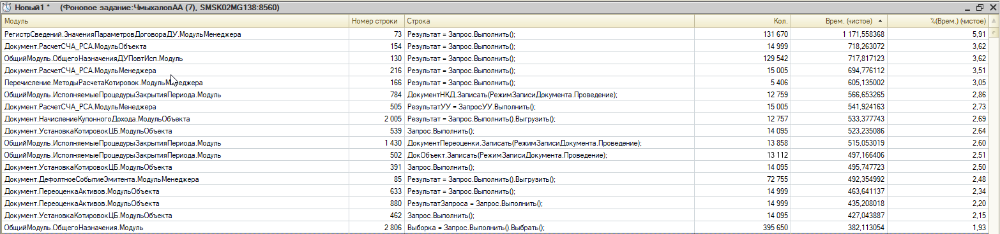 Новый1 * (Фоновое задание:ЧмыхаловАА (7), SMSK02MG138:8560)
Модуль Номер строки Строка Кол. Врем. (чистое) %(Врем.) (чистое)
РегистрСведений.ЗначенияПараметровДоговораДУ.МодульМенеджера 73 Результат = Запрос.Выполнить(); 131 670 1 171,558368 5,91
Документ.РасчетСЧА_РСА.МодульОбъекта 154 Результат = Запрос.Выполнить(); 14 999 718,263072 3,62
ОбщийМодуль.ОбщегоНазначенияДУПовтИсп.Модуль 130 Результат = Запрос.Выполнить(); 129 542 717,817123 3,62
Документ.РасчетСЧА_РСА.МодульМенеджера 216 Результат = Запрос.Выполнить(); 15 005 694,776112 3,51
Перечисление.МетодыРасчетаКотировок.МодульМенеджера 166 Результат = Запрос.Выполнить(); 5 406 605,135002 3,05
ОбщийМодуль.ИсполняемыеПроцедурыЗакрытияПериода.Модуль 784 ДокументНКД.Записать(РежимЗаписиДокумента.Проведение); 12 759 566,653265 2,86
Документ.РасчетСЧА_РСА.МодульМенеджера 505 РезультатУУ = ЗапросУУ.Выполнить(); 15 005 541,924163 2,73
Документ.НачислениеКупонногоДохода.МодульОбъекта 2 005 Результат = Запрос.Выполнить().Выгрузить(); 12 757 533,377743 2,69
Документ.УстановкаКотировокЦБ.МодульОбъекта 539 Запрос.Выполнить(); 14 095 523,235086 2,64
ОбщийМодуль.ИсполняемыеПроцедурыЗакрытияПериода.Модуль 1 430 ДокументПереоценки.Записать(РежимЗаписиДокумента.Проведение); 13 858 515,053019 2,60
ОбщийМодуль.ИсполняемыеПроцедурыЗакрытияПериода.Модуль 502 ДокОбъект.Записать(РежимЗаписиДокумента.Проведение); 13 112 497,166406 2,51
Документ.УстановкаКотировокЦБ.МодульОбъекта 391 Запрос.Выполнить(); 14 095 495,747723 2,50
Документ.ДефолтноеСобытиеЭмитента.МодульМенеджера 85 Результат = Запрос.Выполнить().Выгрузить(); 72 755 492,354992 2,48
Документ.ПереоценкаАктивов.МодульОбъекта 633 Результат = Запрос.Выполнить(); 14 999 463,641137 2,34
Документ.ПереоценкаАктивов.МодульОбъекта 880 РезультатЗапроса = Запрос.Выполнить(); 14 999 435,208018 2,20
Документ.УстановкаКотировокЦБ.МодульОбъекта 462 Запрос.Выполнить(); 14 095 427,043887 2,15
ОбщийМодуль.ОбщегоНазначения.Модуль 2 806 Выборка = Запрос.Выполнить().Выбрать(); 395 650 382,113054 1,93